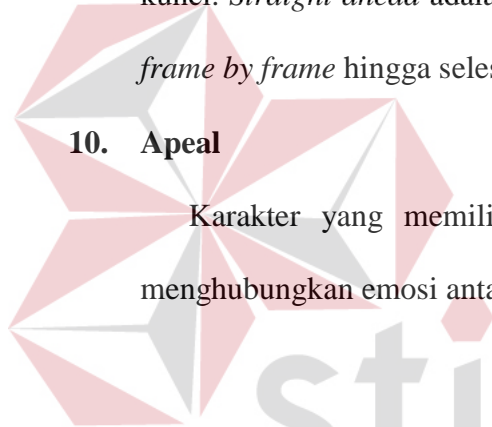 kunci. Straight ahead adala
frame by frame hingga seles
10. Apeal
Karakter yang memili
menghubungkan emosi anta
sti